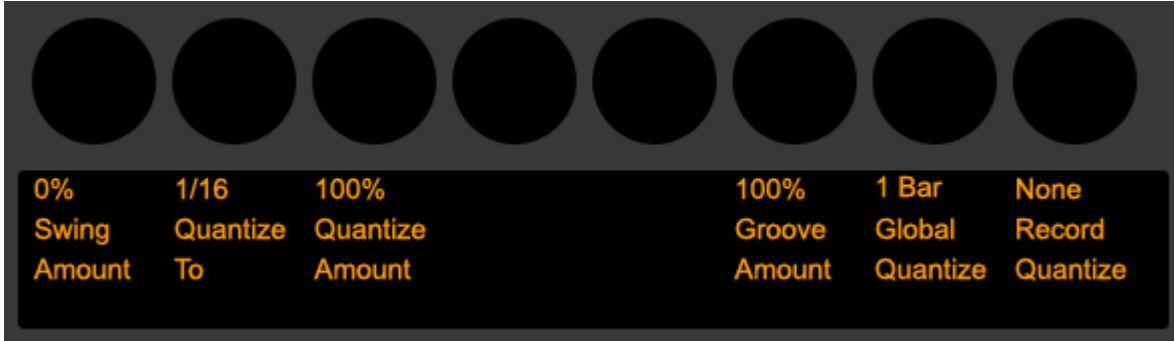 0% 1/16 100% 100% 1 Bar None
Swing Quantize Quantize Groove Global Record
Amount To Amount Amount Quantize Quantize